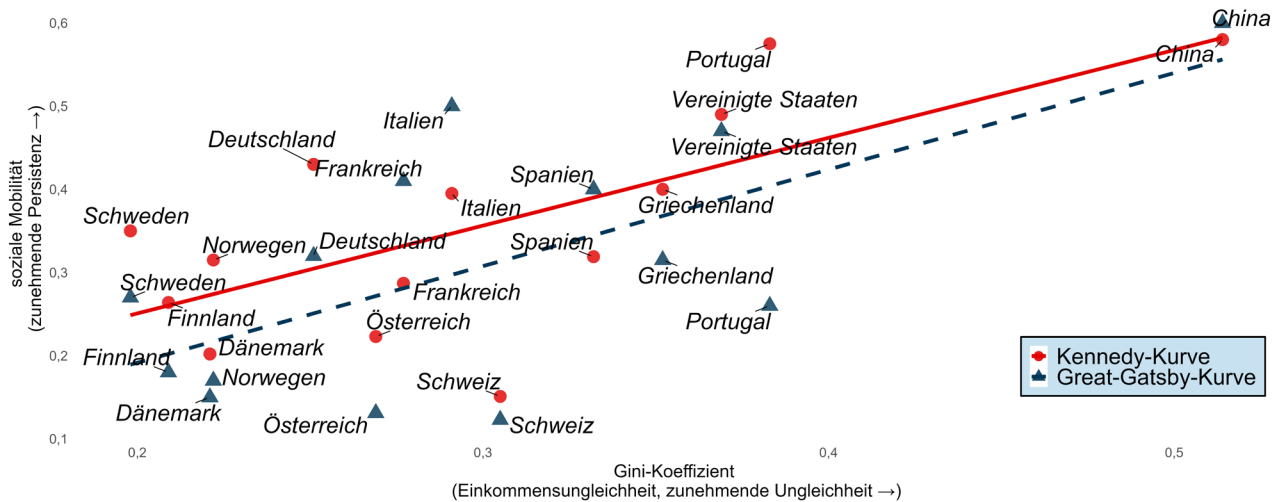 soziale Mobilität
(zunehmende Persistenz →)
0,6
0,5
0,4
0,3
0,2
0,1
China
China
Portugal
Vereinigte Staaten
Italien
Deutschland
Vereinigte Staaten
Frankreich
Spanien
Schweden
Italien
Griechenland
Norwegen
Deutschland
Spanien
Schweden
Griechenland
Finnland
Frankreich
Österreich
Portugal
Finnland
Dänemark
Norwegen
Schweiz
Dänemark
Österreich
Schweiz
Kennedy-Kurve
Great-Gatsby-Kurve
0,2
0,3
0,4
0,5
Gini-Koeffizient
(Einkommensungleichheit, zunehmende Ungleichheit →)